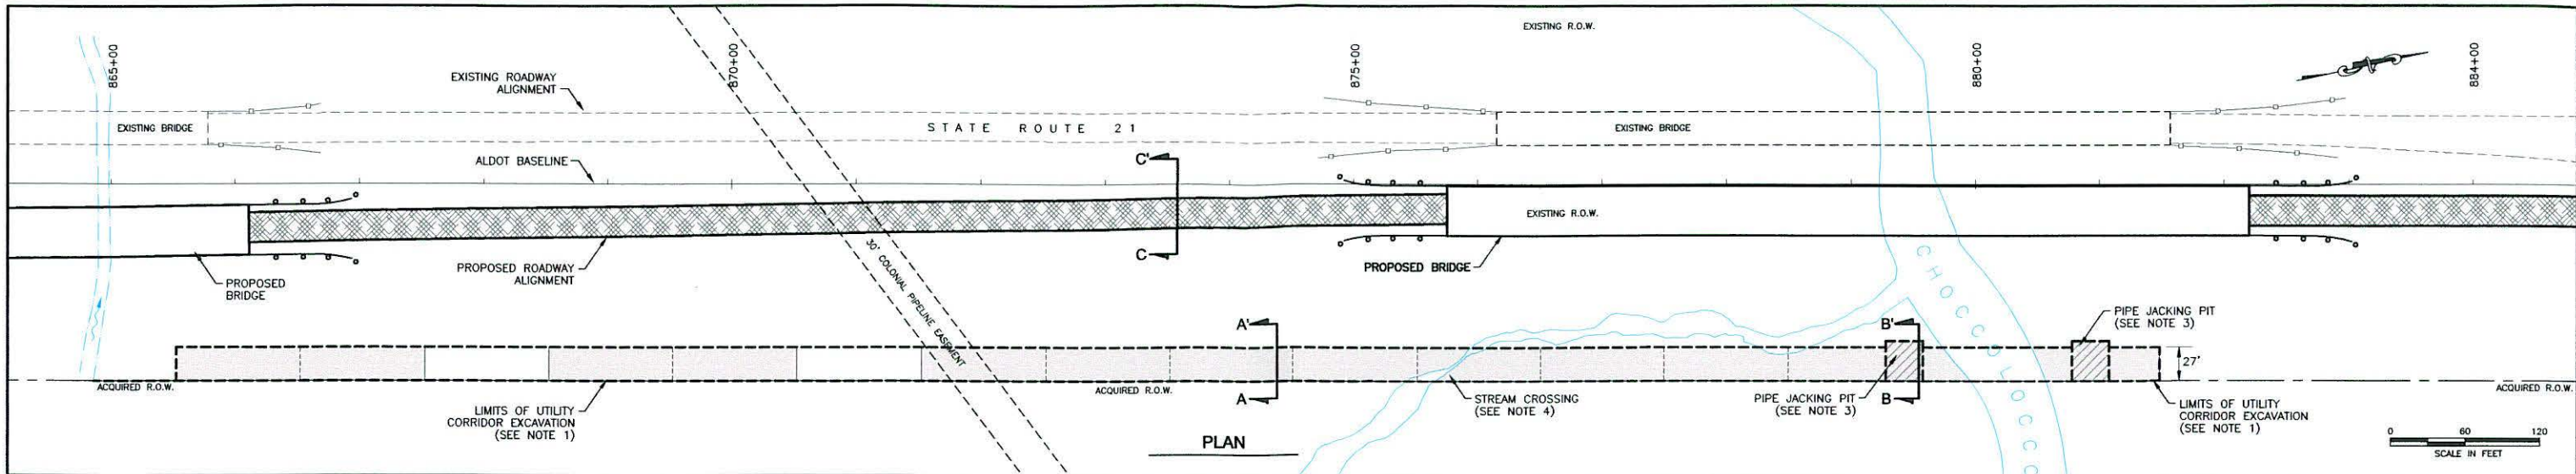 EXISTING R.O.W.
865+00
870+00
875+00
880+00
884+00
EXISTING ROADWAY
ALIGNMENT
EXISTING BRIDGE
STATE ROUTE 21
EXISTING BRIDGE
ALDOT BASELINE
C'
C
EXISTING R.O.W.
PROPOSED
BRIDGE
PROPOSED ROADWAY
ALIGNMENT
30' COLONIAL PIPELINE EASEMENT
PROPOSED BRIDGE
CHOCCOLOCCO
A'
A
B'
B
PIPE JACKING PIT
(SEE NOTE 3)
27'
ACQUIRED R.O.W.
ACQUIRED R.O.W.
ACQUIRED R.O.W.
LIMITS OF UTILITY
CORRIDOR EXCAVATION
(SEE NOTE 1)
STREAM CROSSING
(SEE NOTE 4)
PIPE JACKING PIT
(SEE NOTE 3)
LIMITS OF UTILITY
CORRIDOR EXCAVATION
(SEE NOTE 1)
PLAN
0 60 120
SCALE IN FEET